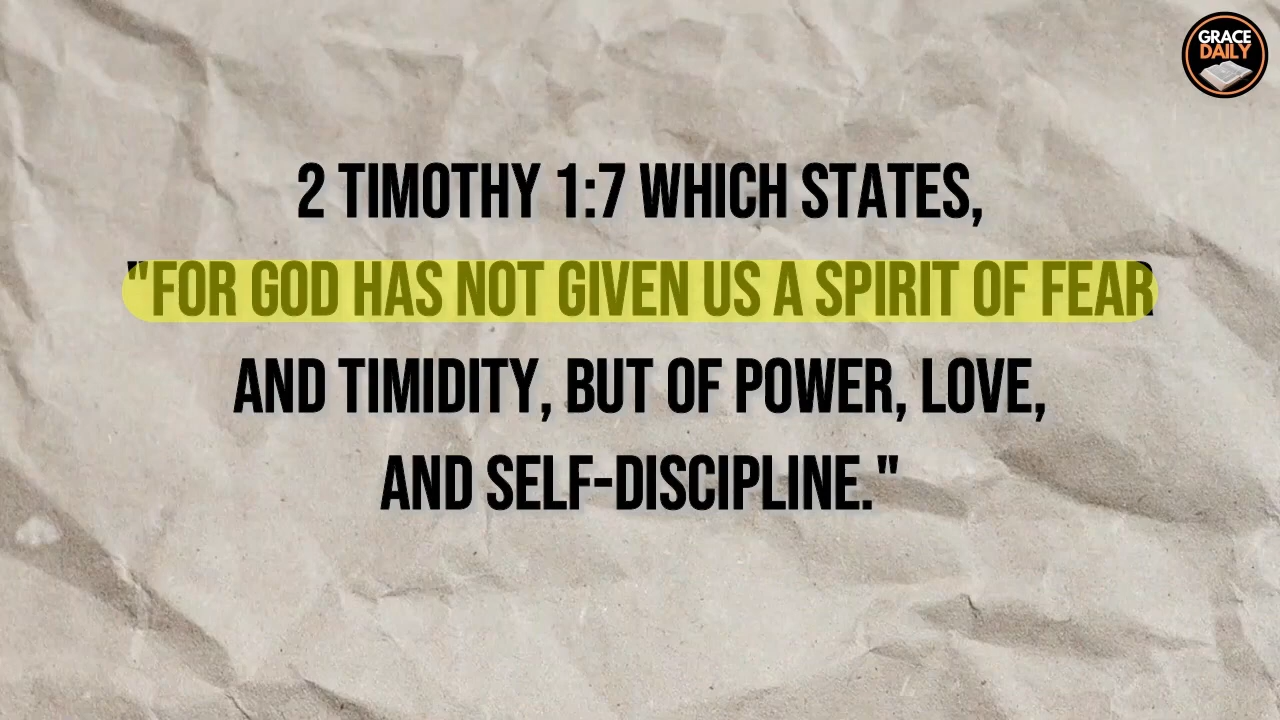 GRACE
DAILY
2 TIMOTHY 1:7 WHICH STATES,
"FOR GOD HAS NOT GIVEN US A SPIRIT OF FEAR
AND TIMIDITY, BUT OF POWER, LOVE,
AND SELF-DISCIPLINE."